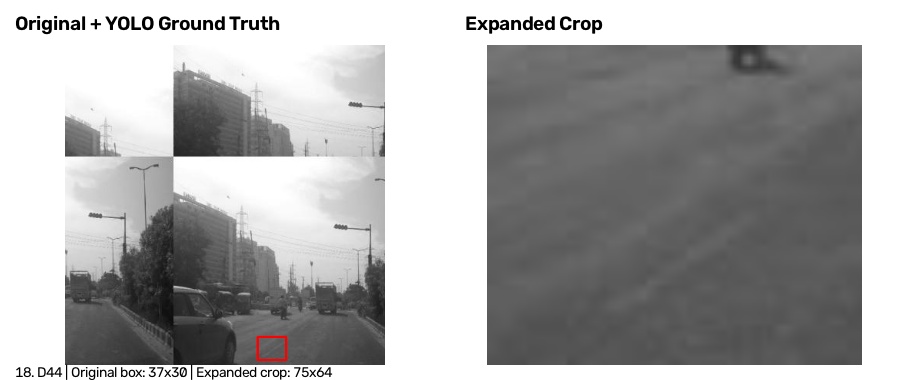 Original + YOLO Ground Truth
Expanded Crop
18. D44 | Original box: 37x30 | Expanded crop: 75x64